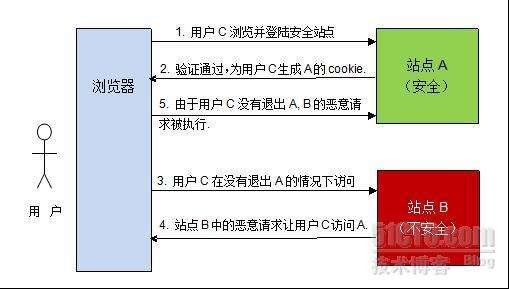 1. 用户 C 浏览并登陆安全站点
浏览器
2. 验证通过,为用户 C 生成 A 的 cookie.
站点 A
(安全)
5. 由于用户 C 没有退出 A, B 的恶意请
求被执行.
用 户
3. 用户 C 在没有退出 A 的情况下访问
站点 B
(不安全)
4. 站点 B 中的恶意请求让用户 C 访问 A.
51CTO.com
技术博客 Blog